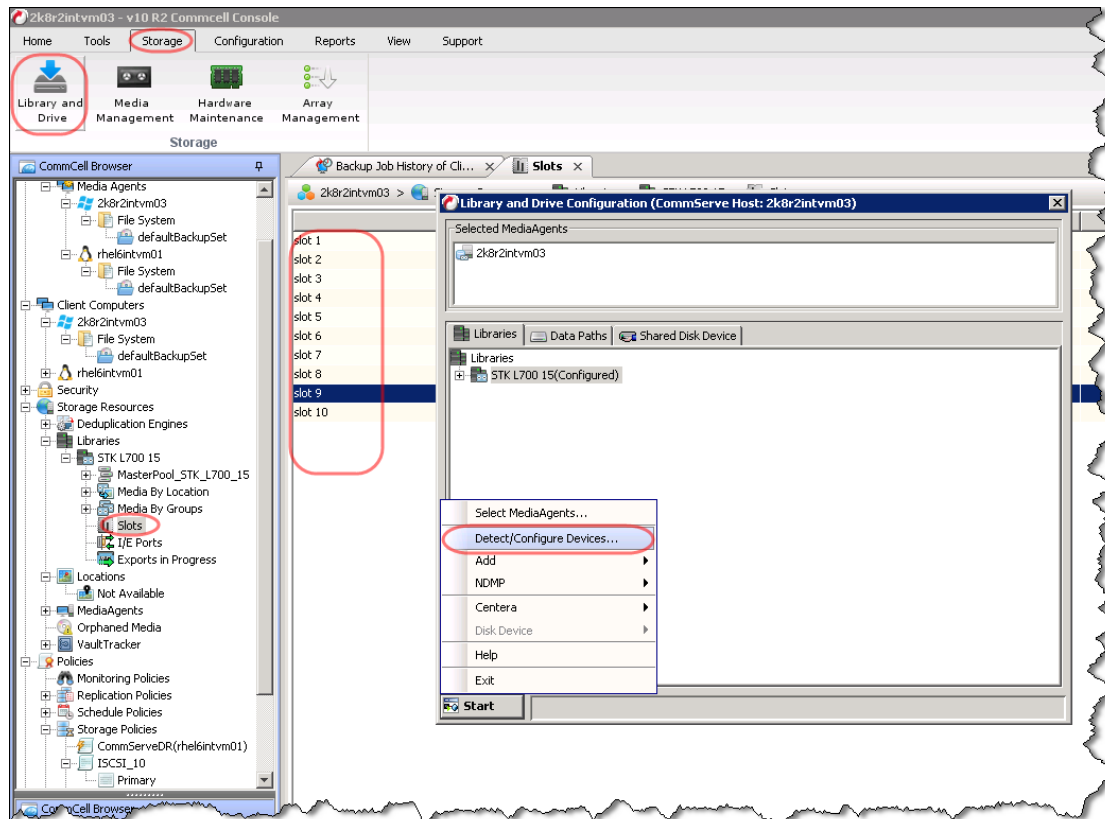 2k8r2intvm03 - v10 R2 Commcell Console
Home Tools Storage Configuration Reports View Support
Library and Drive
Media Management
Hardware Maintenance
Array Management
Storage
CommCell Browser
Media Agents
2k8r2intvm03
File System
defaultBackupSet
rhel6intvm01
File System
defaultBackupSet
Client Computers
2k8r2intvm03
File System
defaultBackupSet
rhel6intvm01
Security
Storage Resources
Deduplication Engines
Libraries
STK L700 15
MasterPool_STK_L700_15
Media By Location
Media By Groups
Slots
I/E Ports
Exports in Progress
Locations
Not Available
MediaAgents
Orphaned Media
VaultTracker
Policies
Monitoring Policies
Replication Policies
Schedule Policies
Storage Policies
CommServeDR(rhel6intvm01)
ISCSI_10
Primary
CommCell Browser
Backup Job History of Cli... X
Slots X
2k8r2intvm03 >
slot 1
slot 2
slot 3
slot 4
slot 5
slot 6
slot 7
slot 8
slot 9
slot 10
Library and Drive Configuration (CommServe Host: 2k8r2intvm03)
Selected MediaAgents
2k8r2intvm03
Libraries Data Paths Shared Disk Device
Libraries
STK L700 15(Configured)
Select MediaAgents...
Detect/Configure Devices...
Add
NDMP
Centera
Disk Device
Help
Exit
Start